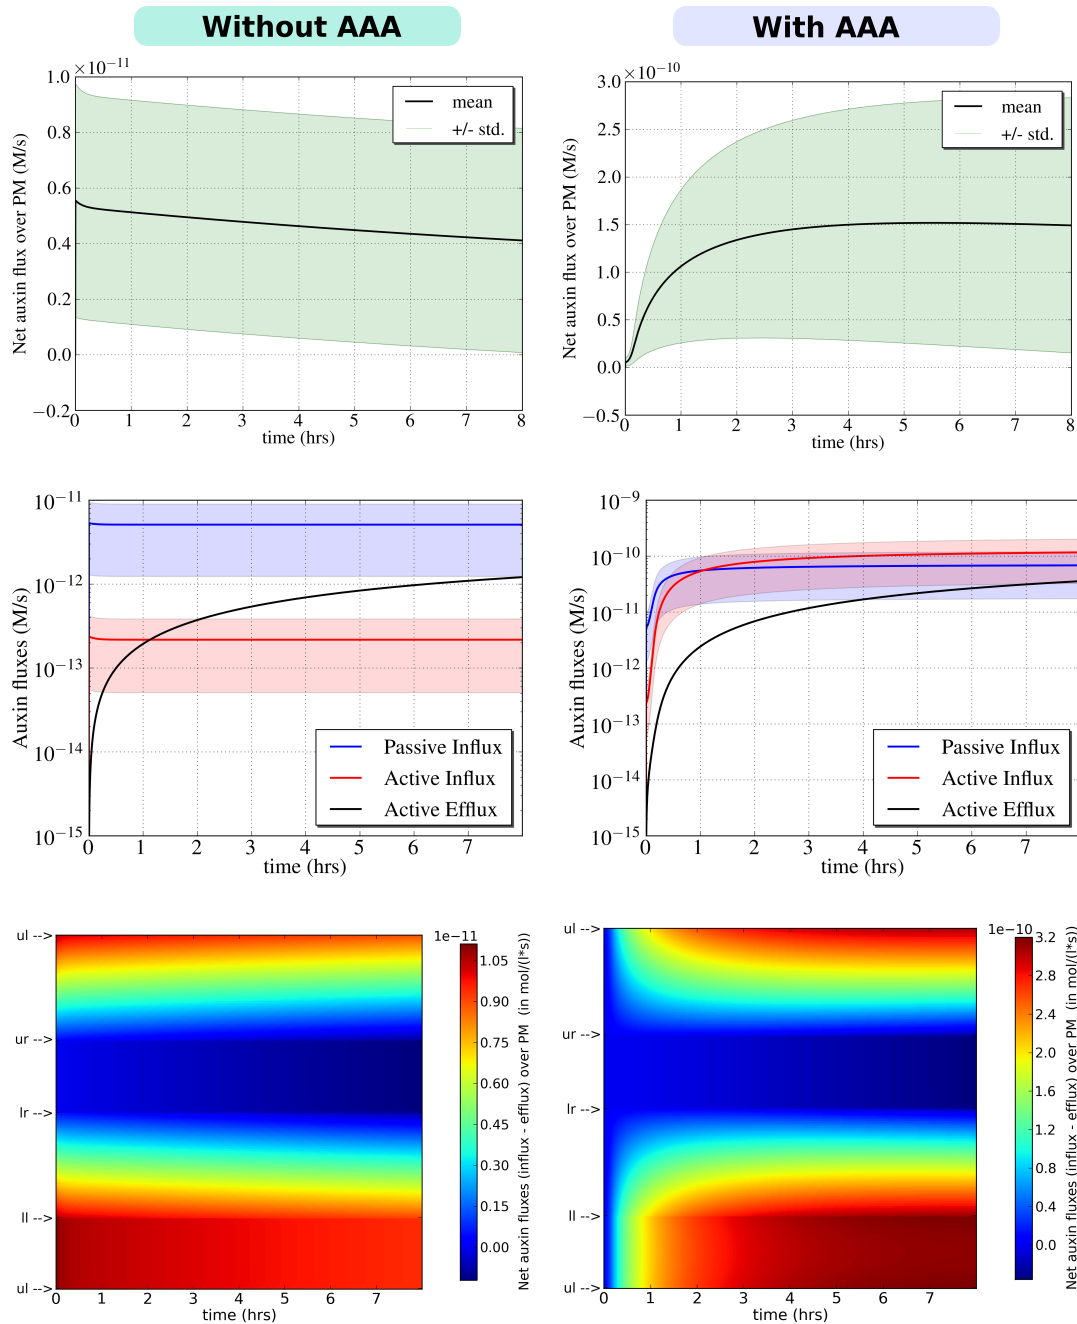 Without AAA
With AAA
×10−11
1.0
0.8
0.6
0.4
0.2
0.0
−0.2
Net auxin flux over PM (M/s)
mean
+/- std.
0 1 2 3 4 5 6 7 8
time (hrs)
×10−10
3.0
2.5
2.0
1.5
1.0
0.5
0.0
−0.5
Net auxin flux over PM (M/s)
mean
+/- std.
0 1 2 3 4 5 6 7 8
time (hrs)
10−11
10−12
10−13
10−14
10−15
Auxin fluxes (M/s)
Passive Influx
Active Influx
Active Efflux
0 1 2 3 4 5 6 7
time (hrs)
10−9
10−10
10−11
10−12
10−13
10−14
10−15
Auxin fluxes (M/s)
Passive Influx
Active Influx
Active Efflux
0 1 2 3 4 5 6 7
time (hrs)
ul -->
ur -->
lr -->
ll -->
ul -->
0 1 2 3 4 5 6 7
time (hrs)
1e−11
1.05
0.90
0.75
0.60
0.45
0.30
0.15
0.00
Net auxin fluxes (influx - efflux) over PM (in mol/(l*s))
ul -->
ur -->
lr -->
ll -->
ul -->
0 1 2 3 4 5 6 7
time (hrs)
1e−10
3.2
2.8
2.4
2.0
1.6
1.2
0.8
0.4
0.0
Net auxin fluxes (influx - efflux) over PM (in mol/(l*s))